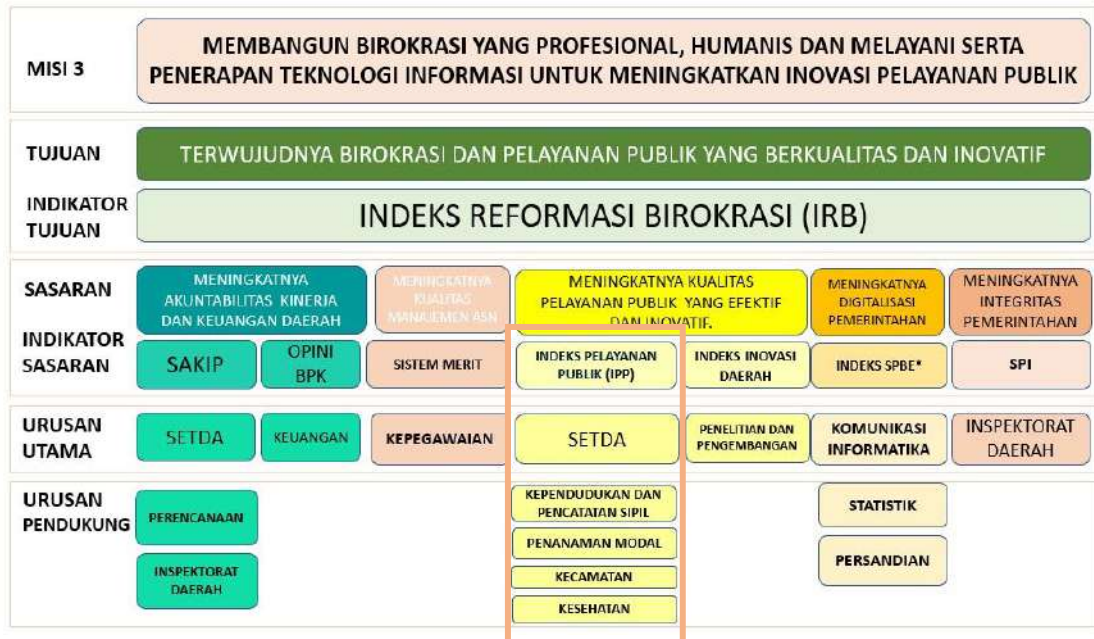 MISI 3
MEMBANGUN BIROKRASI YANG PROFESIONAL, HUMANIS DAN MELAYANI SERTA
PENERAPAN TEKNOLOGI INFORMASI UNTUK MENINGKATKAN INOVASI PELAYANAN PUBLIK
TUJUAN
TERWUJUDNYA BIROKRASI DAN PELAYANAN PUBLIK YANG BERKUALITAS DAN INOVATIF
INDIKATOR
TUJUAN
INDEKS REFORMASI BIROKRASI (IRB)
SASARAN
MENINGKATNYA
AKUNTABILITAS KINERJA
DAN KEUANGAN DAERAH
MENINGKATNYA
KUALITAS
MANAJEMEN ASN
MENINGKATNYA KUALITAS
PELAYANAN PUBLIK YANG EFEKTIF
DAN INOVATIF.
MENINGKATNYA
DIGITALISASI
PEMERINTAHAN
MENINGKATNYA
INTEGRITAS
PEMERINTAHAN
INDIKATOR
SASARAN
SAKIP
OPINI
BPK
SISTEM MERIT
INDEKS PELAYANAN
PUBLIK (IPP)
INDEKS INOVASI
DAERAH
INDEKS SPBE*
SPI
URUSAN
UTAMA
SETDA
KEUANGAN
KEPEGAWAIAN
SETDA
PENELITIAN DAN
PENGEMBANGAN
KOMUNIKASI
INFORMATIKA
INSPEKTORAT
DAERAH
URUSAN
PENDUKUNG
PERENCANAAN
INSPEKTORAT
DAERAH
KEPENDUDUKAN DAN
PENCATATAN SIPIL
PENANAMAN MODAL
KECAMATAN
KESEHATAN
STATISTIK
PERSANDIAN